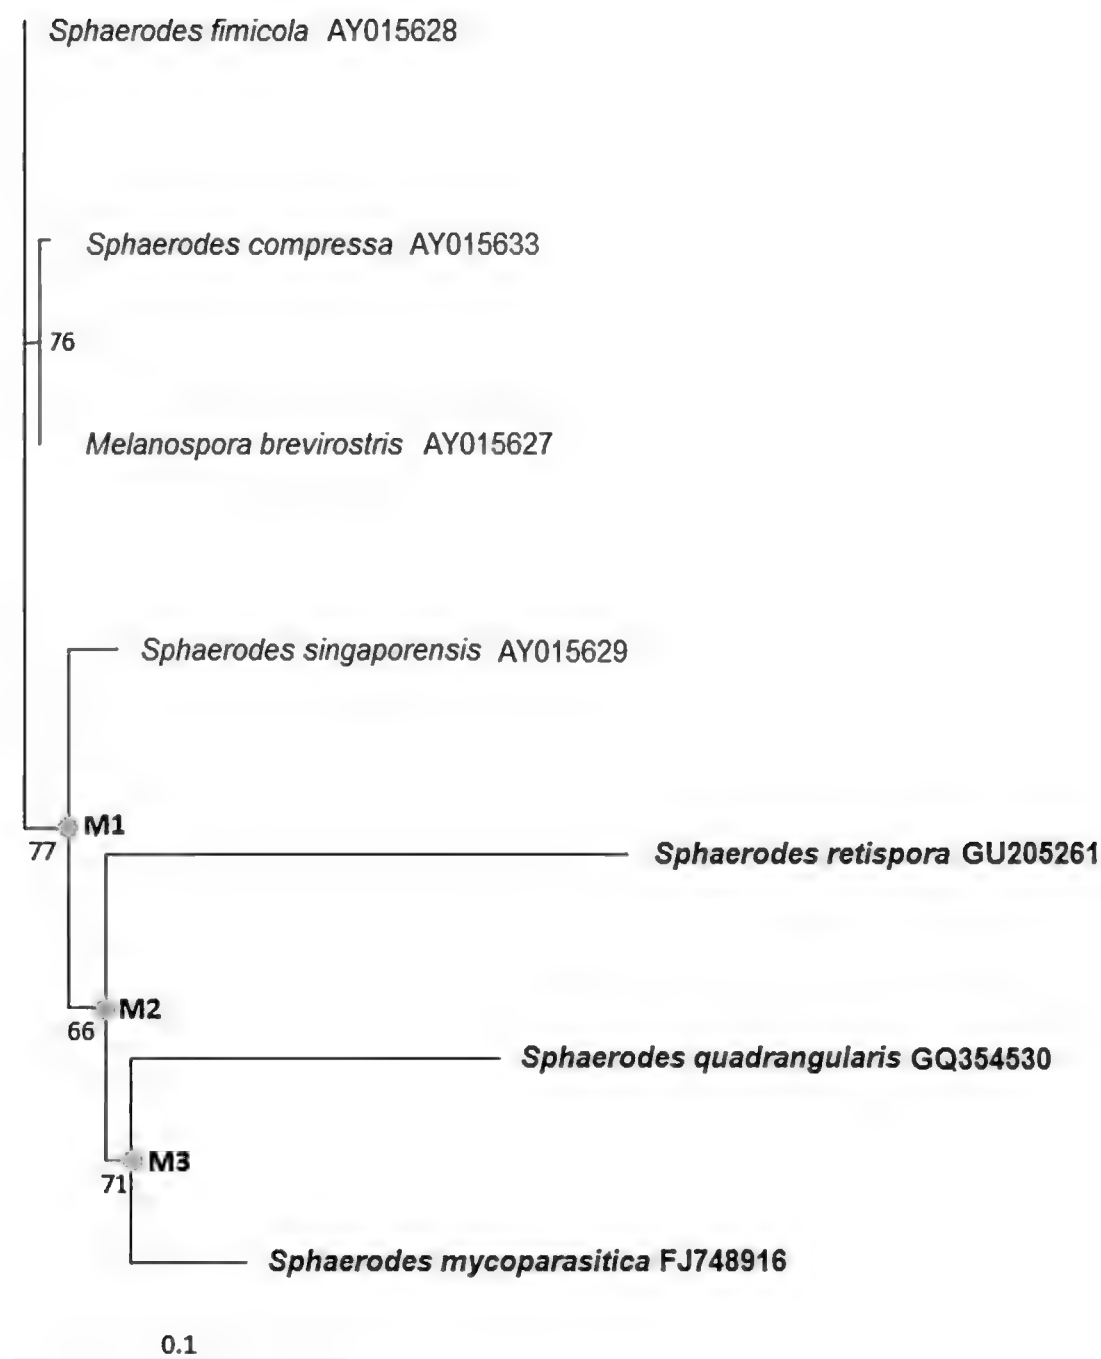 Sphaerodes fimicola AY015628
Sphaerodes compressa AY015633
76
Melanospora brevirostris AY015627
Sphaerodes singaporensis AY015629
M1
77
Sphaerodes retispora GU205261
M2
66
Sphaerodes quadrangularis GQ354530
M3
71
Sphaerodes mycoparasitica FJ748916
0.1